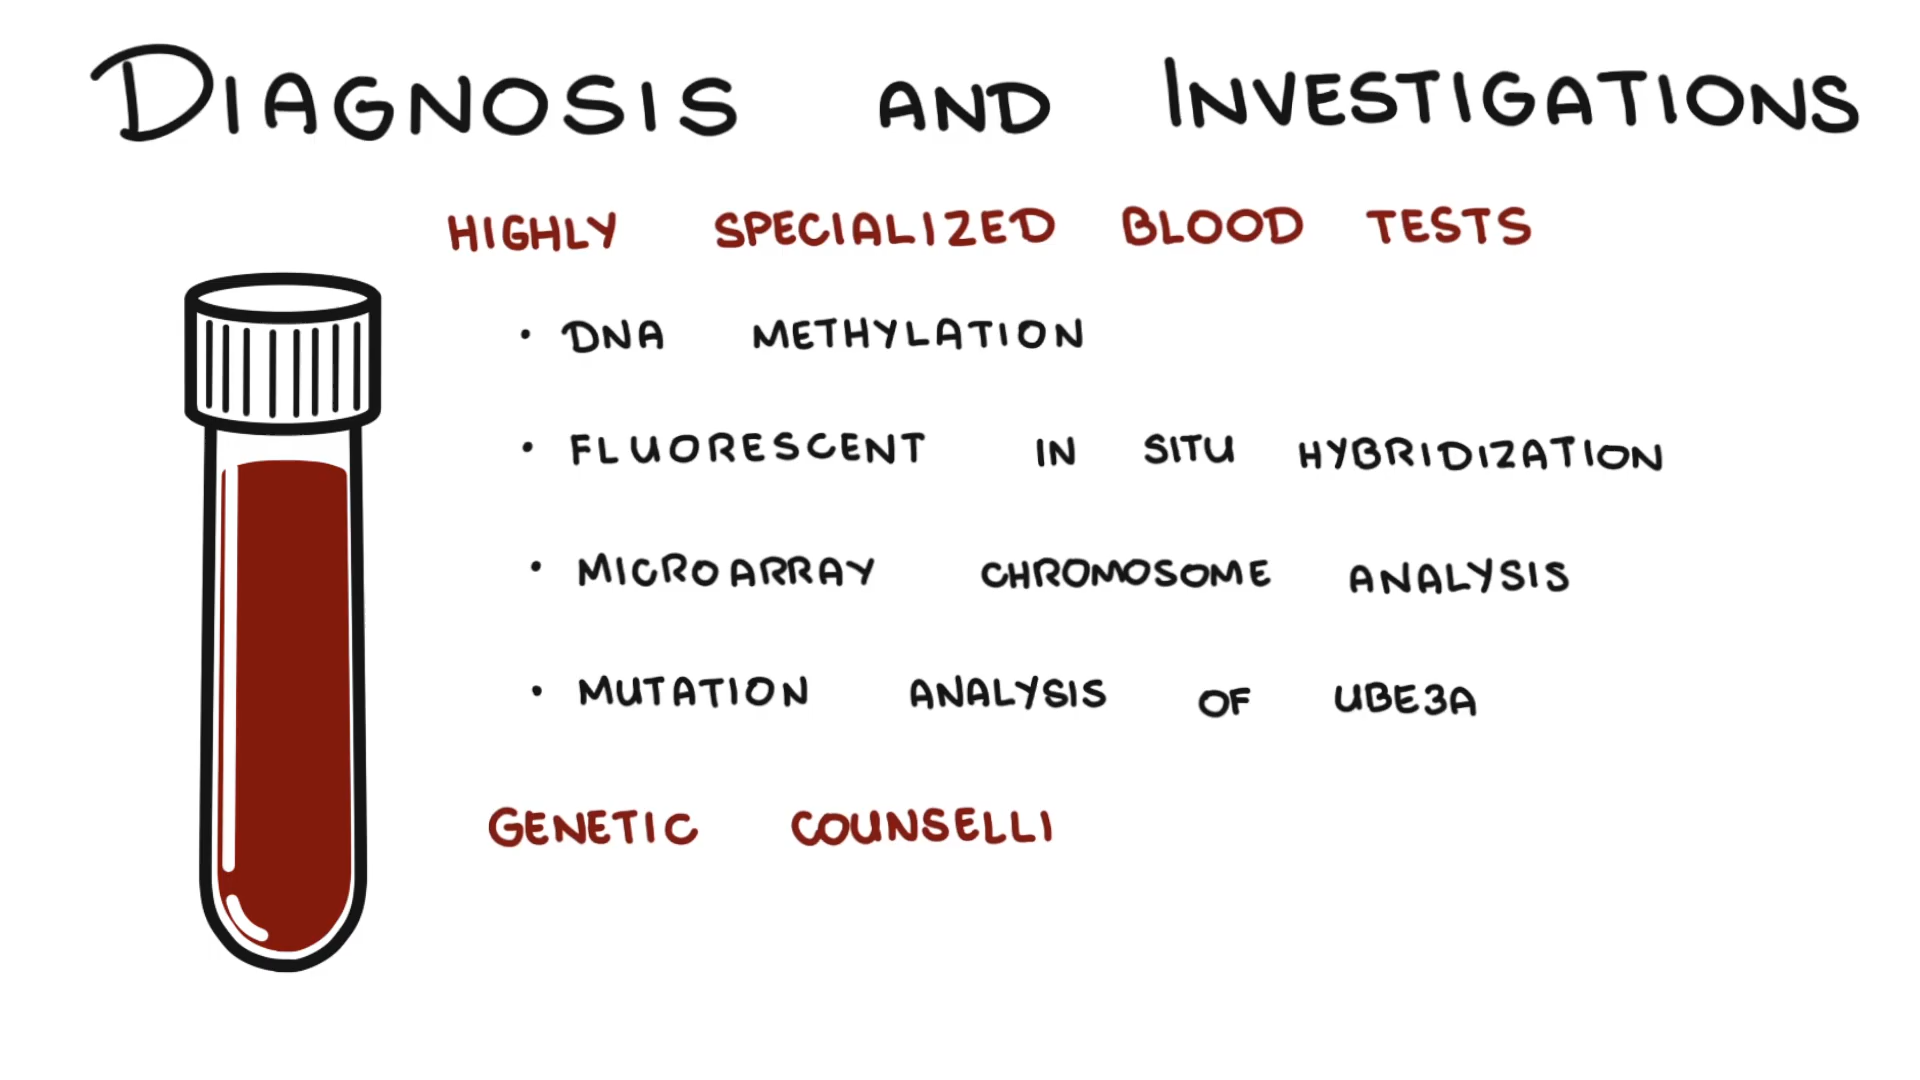 DIAGNOSIS AND INVESTIGATIONS
HIGHLY SPECIALIZED BLOOD TESTS
• DNA METHYLATION
• FLUORESCENT IN SITU HYBRIDIZATION
• MICROARRAY CHROMOSOME ANALYSIS
• MUTATION ANALYSIS OF UBE3A
GENETIC COUNSELLI